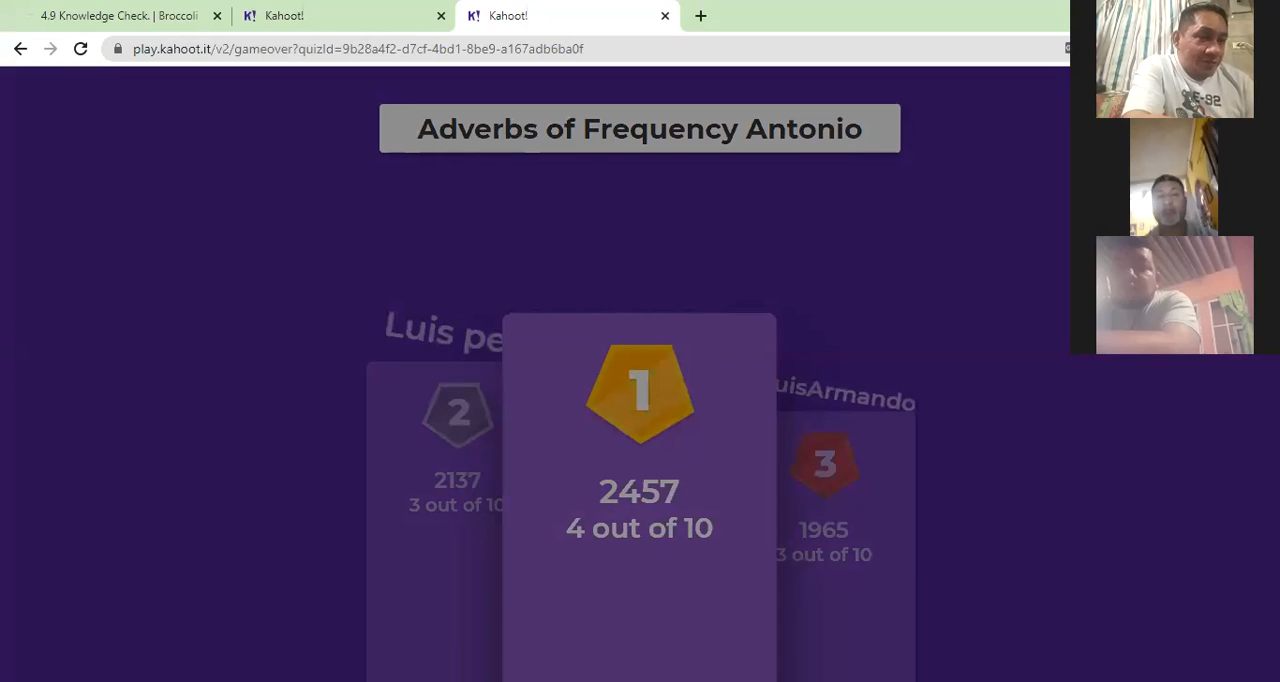 4.9 Knowledge Check. | Broccoli
Kahoot!
Kahoot!
play.kahoot.it/v2/gameover?quizId=9b28a4f2-d7cf-4bd1-8be9-a167adb6ba0f
Adverbs of Frequency Antonio
Luis pe
1
uisArmando
2
3
2137
3 out of 10
2457
4 out of 10
1965
3 out of 10